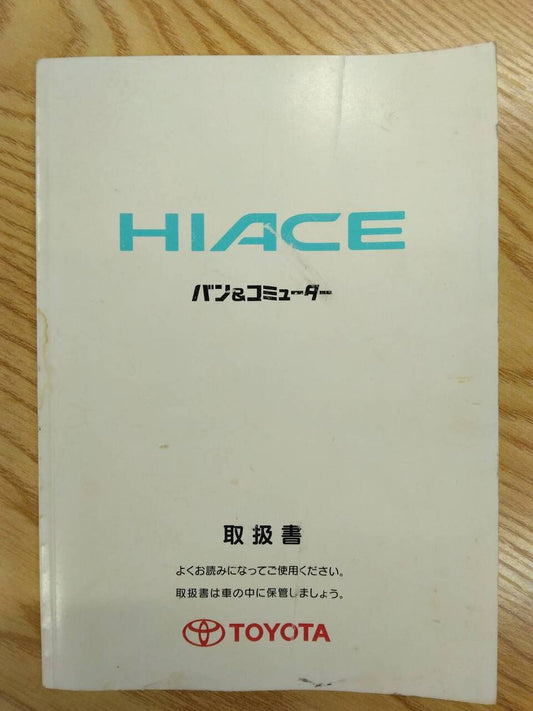 HIACE
バン&コミューター
取扱書
よくお読みになってご使用ください。
取扱書は車の中に保管しましょう。
TOYOTA